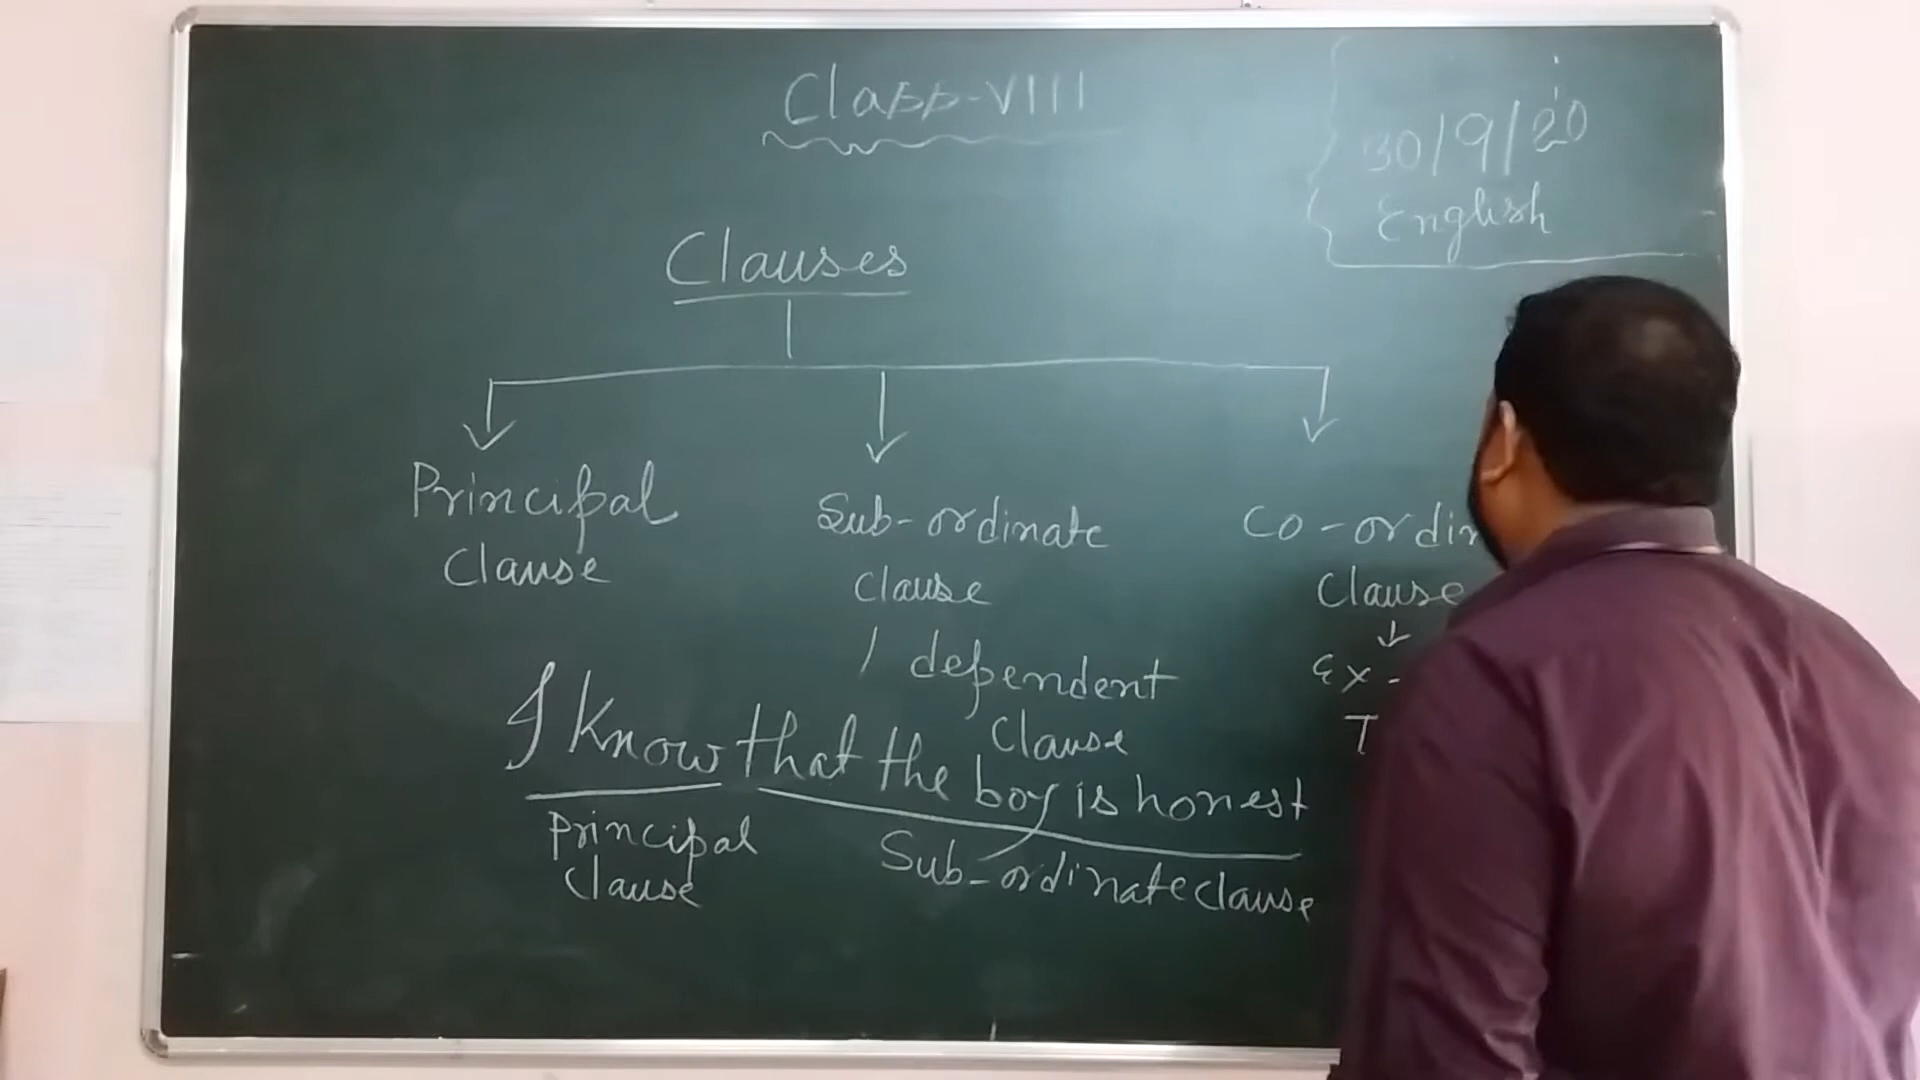 Class-VIII
30/9/20
English
Clauses
Principal
Clause
Sub-ordinate
Clause
/ dependent
Clause
Co-ordin
Clause
↓
Ex -
T
I know that the boy is honest
Principal
Clause
Sub-ordinate clause